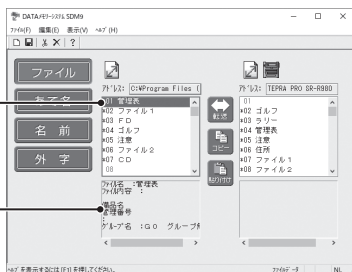 DATAﾒﾓﾘｰｼｽﾃﾑ SDM9
ﾌｧｲﾙ(F) 編集(E) 表示(V) ﾍﾙﾌﾟ(H)
ファイル
あて名
名 前
外 字
ｱﾄﾞﾚｽ: C:¥Program Files (
01 管理表
*02 ファイル1
*03 FD
*04 ゴルフ
*05 注意
*06 ファイル2
*07 CD
08
ﾌｧｲﾙ名 :管理表
ﾌｧｲﾙ内容 :
備品名
管理番号
:
ｸﾞﾙｰﾌﾟ名 :G0 グループ
転送
コピー
貼り付け
ｱﾄﾞﾚｽ: TEPRA PRO SR-R980
01
*02 ゴルフ
*03 ラリー
*04 管理表
*05 注意
*06 住所
*07 ファイル1
*08 ファイル2
ﾍﾙﾌﾟを表示するには [F1] を押してください。
ﾌｧｲﾙﾃﾞｰﾀ
NL